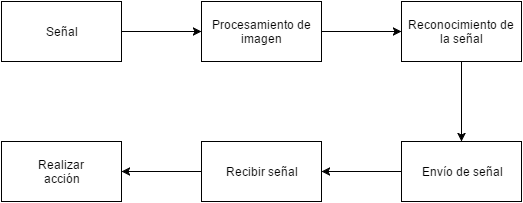 Señal
Procesamiento de
imagen
Reconocimiento de
la señal
Envío de señal
Recibir señal
Realizar
acción